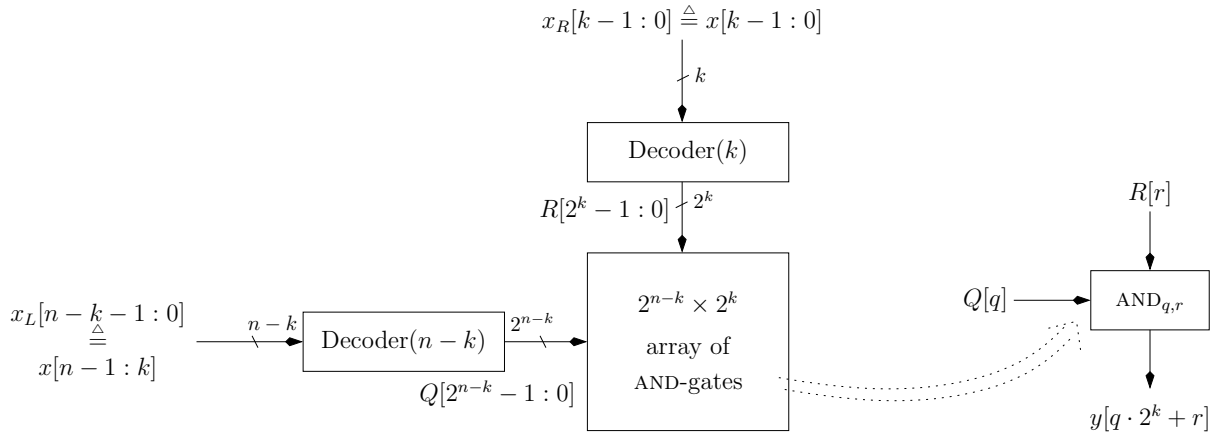 x_R[k − 1 : 0] ≜ x[k − 1 : 0]
k
Decoder(k)
R[2^k − 1 : 0]
2^k
R[r]
x_L[n − k − 1 : 0]
≜
x[n − 1 : k]
n − k
Decoder(n − k)
2^{n−k}
Q[2^{n−k} − 1 : 0]
2^{n−k} × 2^k
array of
AND-gates
Q[q]
AND_{q,r}
y[q · 2^k + r]